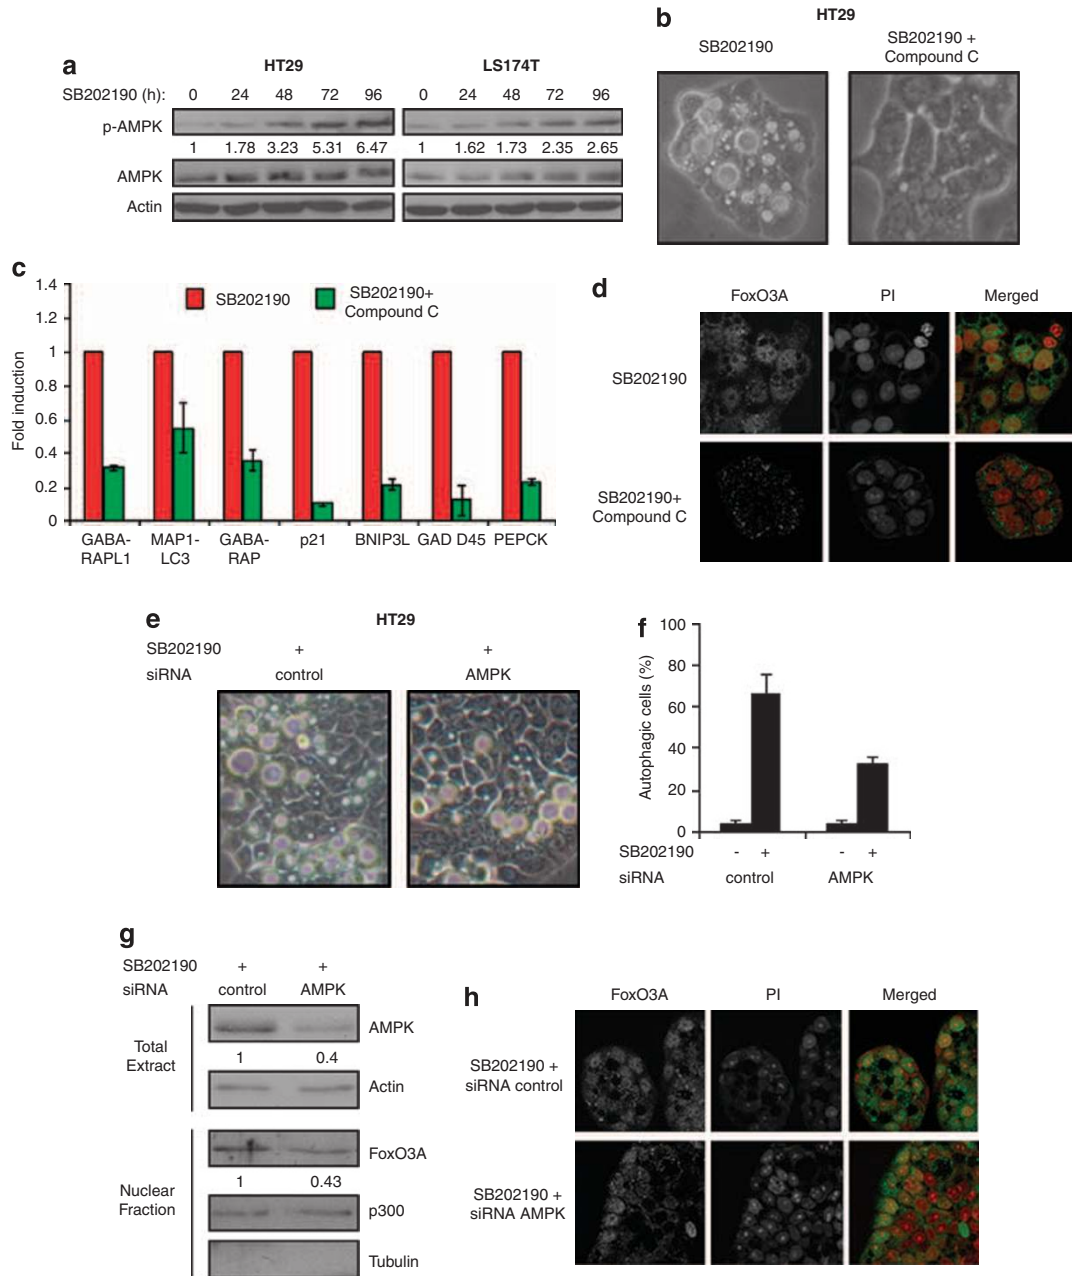 a
HT29
LS174T
SB202190 (h): 0 24 48 72 96 0 24 48 72 96
p-AMPK
1 1.78 3.23 5.31 6.47 1 1.62 1.73 2.35 2.65
AMPK
Actin
b
HT29
SB202190
SB202190 +
Compound C
c
1.4
1.2
1
0.8
0.6
0.4
0.2
0
Fold induction
SB202190
SB202190+
Compound C
GABA-
RAPL1
MAP1-
LC3
GABA-
RAP
p21
BNIP3L
GAD D45
PEPCK
d
FoxO3A PI Merged
SB202190
SB202190+
Compound C
e
HT29
SB202190 + +
siRNA control AMPK
f
100
80
60
40
20
0
Autophagic cells (%)
SB202190 - + - +
siRNA control AMPK
g
SB202190 + +
siRNA control AMPK
Total
Extract
AMPK
1 0.4
Actin
Nuclear
Fraction
FoxO3A
1 0.43
p300
Tubulin
h
FoxO3A PI Merged
SB202190 +
siRNA control
SB202190 +
siRNA AMPK